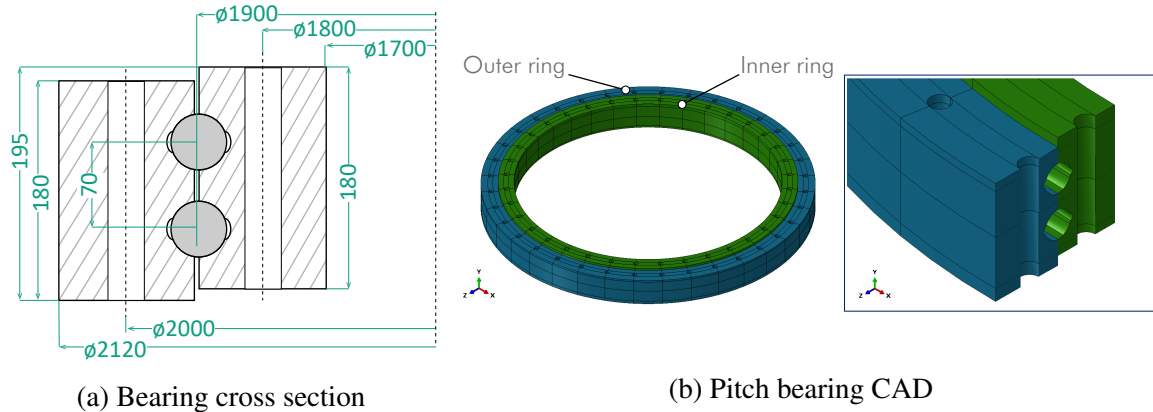 ø1900
ø1800
ø1700
195
180
70
180
ø2000
ø2120
(a) Bearing cross section
Outer ring
Inner ring
Y
Z
X
Y
Z
X
(b) Pitch bearing CAD